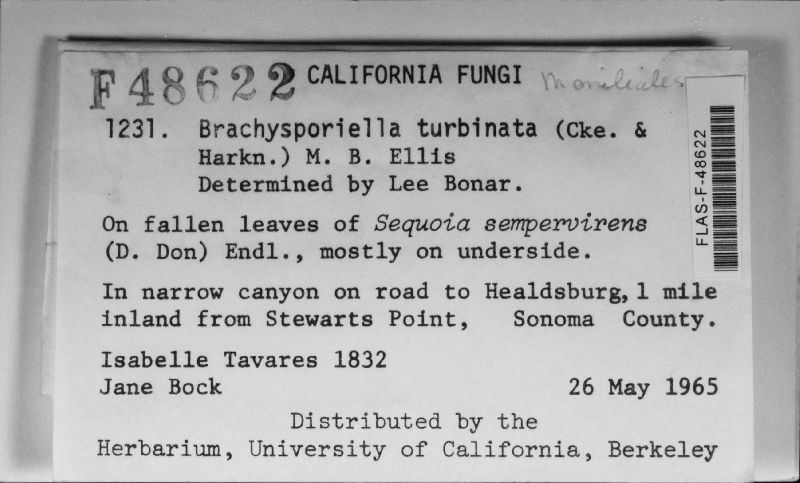 F48622 CALIFORNIA FUNGI Moniliales
1231. Brachysporiella turbinata (Cke. &
Harkn.) M. B. Ellis
Determined by Lee Bonar.
FLAS-F-48622
On fallen leaves of Sequoia sempervirens
(D. Don) Endl., mostly on underside.
In narrow canyon on road to Healdsburg, 1 mile
inland from Stewarts Point, Sonoma County.
Isabelle Tavares 1832
Jane Bock 26 May 1965
Distributed by the
Herbarium, University of California, Berkeley